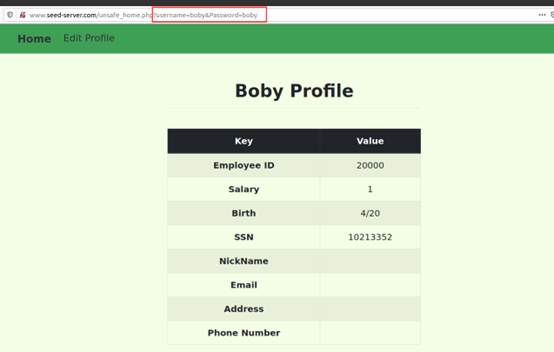 www.seed-server.com/unsafe_home.php?username=boby&Password=boby
Home Edit Profile
Boby Profile
Key Value
Employee ID 20000
Salary 1
Birth 4/20
SSN 10213352
NickName
Email
Address
Phone Number